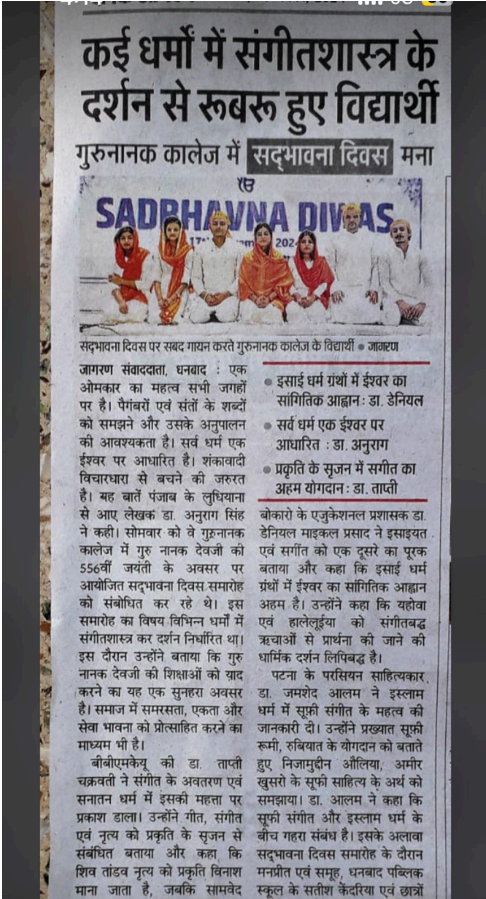 कई धर्मों में संगीतशास्त्र के
दर्शन से रूबरू हुए विद्यार्थी
गुरुनानक कालेज में सद्भावना दिवस मना
ੴ
SADBHAVNA DIWAS
सद्भावना दिवस पर सबद गायन करते गुरुनानक कालेज के विद्यार्थी ● जागरण
जागरण संवाददाता, धनबाद : एक
ओमकार का महत्व सभी जगहों
पर है। पैगंबरों एवं संतों के शब्दों
को समझने और उसके अनुपालन
की आवश्यकता है। सर्व धर्म एक
ईश्वर पर आधारित है। शंकावादी
विचारधारा से बचने की जरुरत
है। यह बातें पंजाब के लुधियाना
से आए लेखक डा. अनुराग सिंह
ने कही। सोमवार को वे गुरुनानक
कालेज में गुरु नानक देवजी की
556वीं जयंती के अवसर पर
आयोजित सद्भावना दिवस समारोह
को संबोधित कर रहे थे। इस
समारोह का विषय विभिन्न धर्मों में
संगीतशास्त्र कर दर्शन निर्धारित था।
इस दौरान उन्होंने बताया कि गुरु
नानक देवजी की शिक्षाओं को याद
करने का यह एक सुनहरा अवसर
है। समाज में समरसता, एकता और
सेवा भावना को प्रोत्साहित करने का
माध्यम भी है।
बीबीएमकेयू की डा. ताप्ती
चक्रवती ने संगीत के अवतरण एवं
सनातन धर्म में इसकी महत्ता पर
प्रकाश डाला। उन्होंने गीत, संगीत
एवं नृत्य को प्रकृति के सृजन से
संबंधित बताया और कहा कि
शिव तांडव नृत्य को प्रकृति विनाश
माना जाता है, जबकि सामवेद
● इसाई धर्म ग्रंथों में ईश्वर का
सांगितिक आह्वान : डा. डेनियल
● सर्व धर्म एक ईश्वर पर
आधारित : डा. अनुराग
● प्रकृति के सृजन में सगीत का
अहम योगदान : डा. ताप्ती
बोकारो के एजुकेशनल प्रशासक डा.
डेनियल माइकल प्रसाद ने इसाइयत
एवं सगींत को एक दूसरे का पूरक
बताया और कहा कि इसाई धर्म
ग्रंथों में ईश्वर का सांगितिक आह्वान
अहम है। उन्होंने कहा कि यहोवा
एवं हालेलूईया को संगीतबद्ध
ऋचाओं से प्रार्थना की जाने की
धार्मिक दर्शन लिपिबद्ध है।
पटना के परसियन साहित्यकार
डा. जमशेद आलम ने इस्लाम
धर्म में सूफी संगीत के महत्व की
जानकारी दी। उन्होंने प्रख्यात सूफी
रूमी, रुबियात के योगदान को बताते
हुए निजामुद्दीन औलिया, अमीर
खुसरो के सूफी साहित्य के अर्थ को
समझाया। डा. आलम ने कहा कि
सूफी संगीत और इस्लाम धर्म के
बीच गहरा संबंध है। इसके अलावा
सद्भावना दिवस समारोह के दौरान
मनप्रीत एवं समूह, धनबाद पब्लिक
स्कूल के सतीश केंदरिया एवं छात्रों